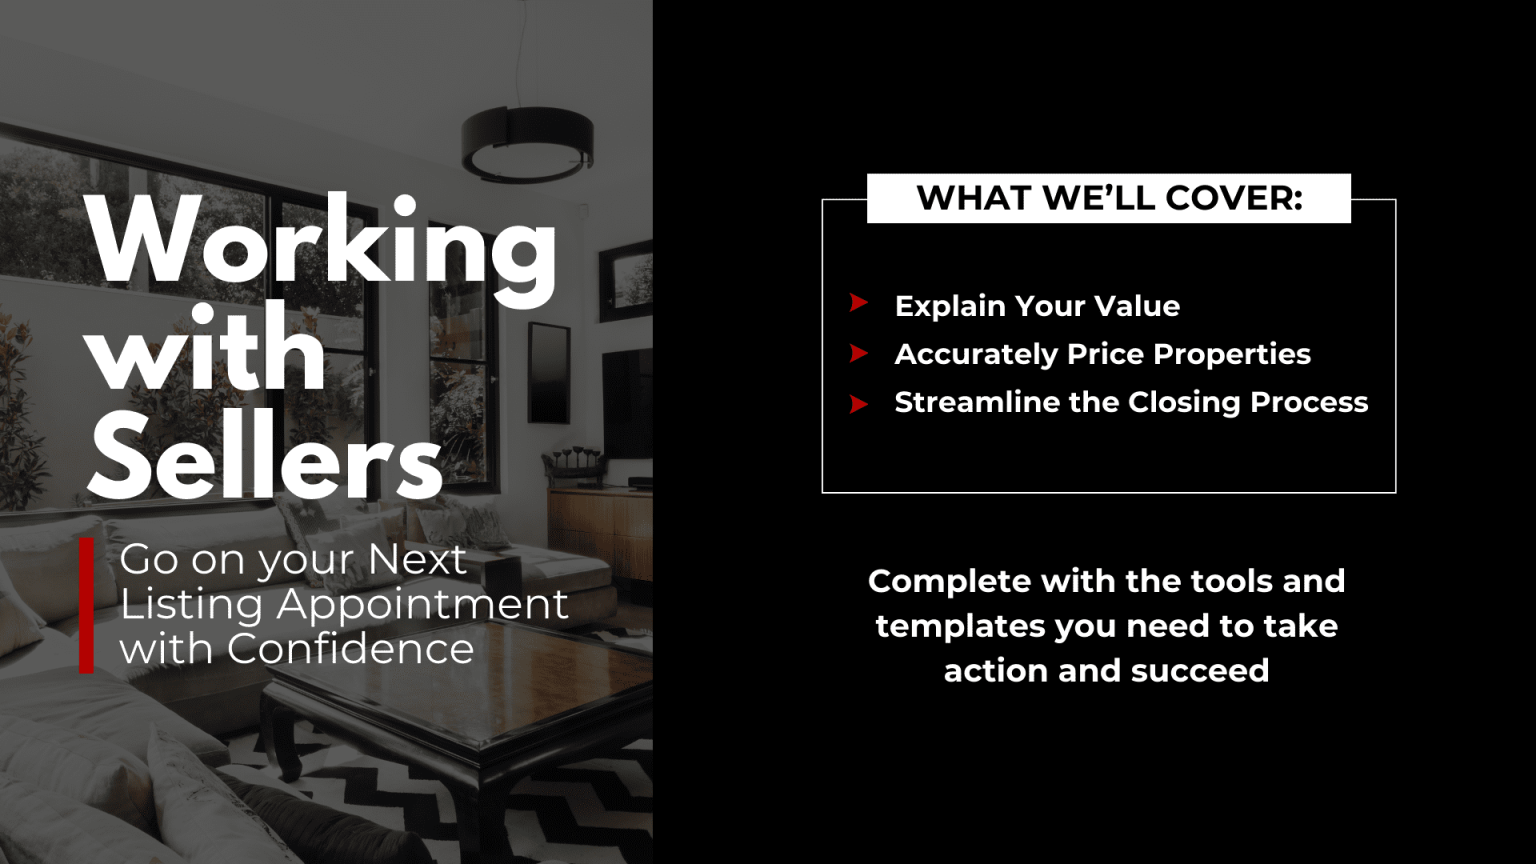 Working
with
Sellers
Go on your Next
Listing Appointment
with Confidence
WHAT WE’LL COVER:
Explain Your Value
Accurately Price Properties
Streamline the Closing Process
Complete with the tools and
templates you need to take
action and succeed